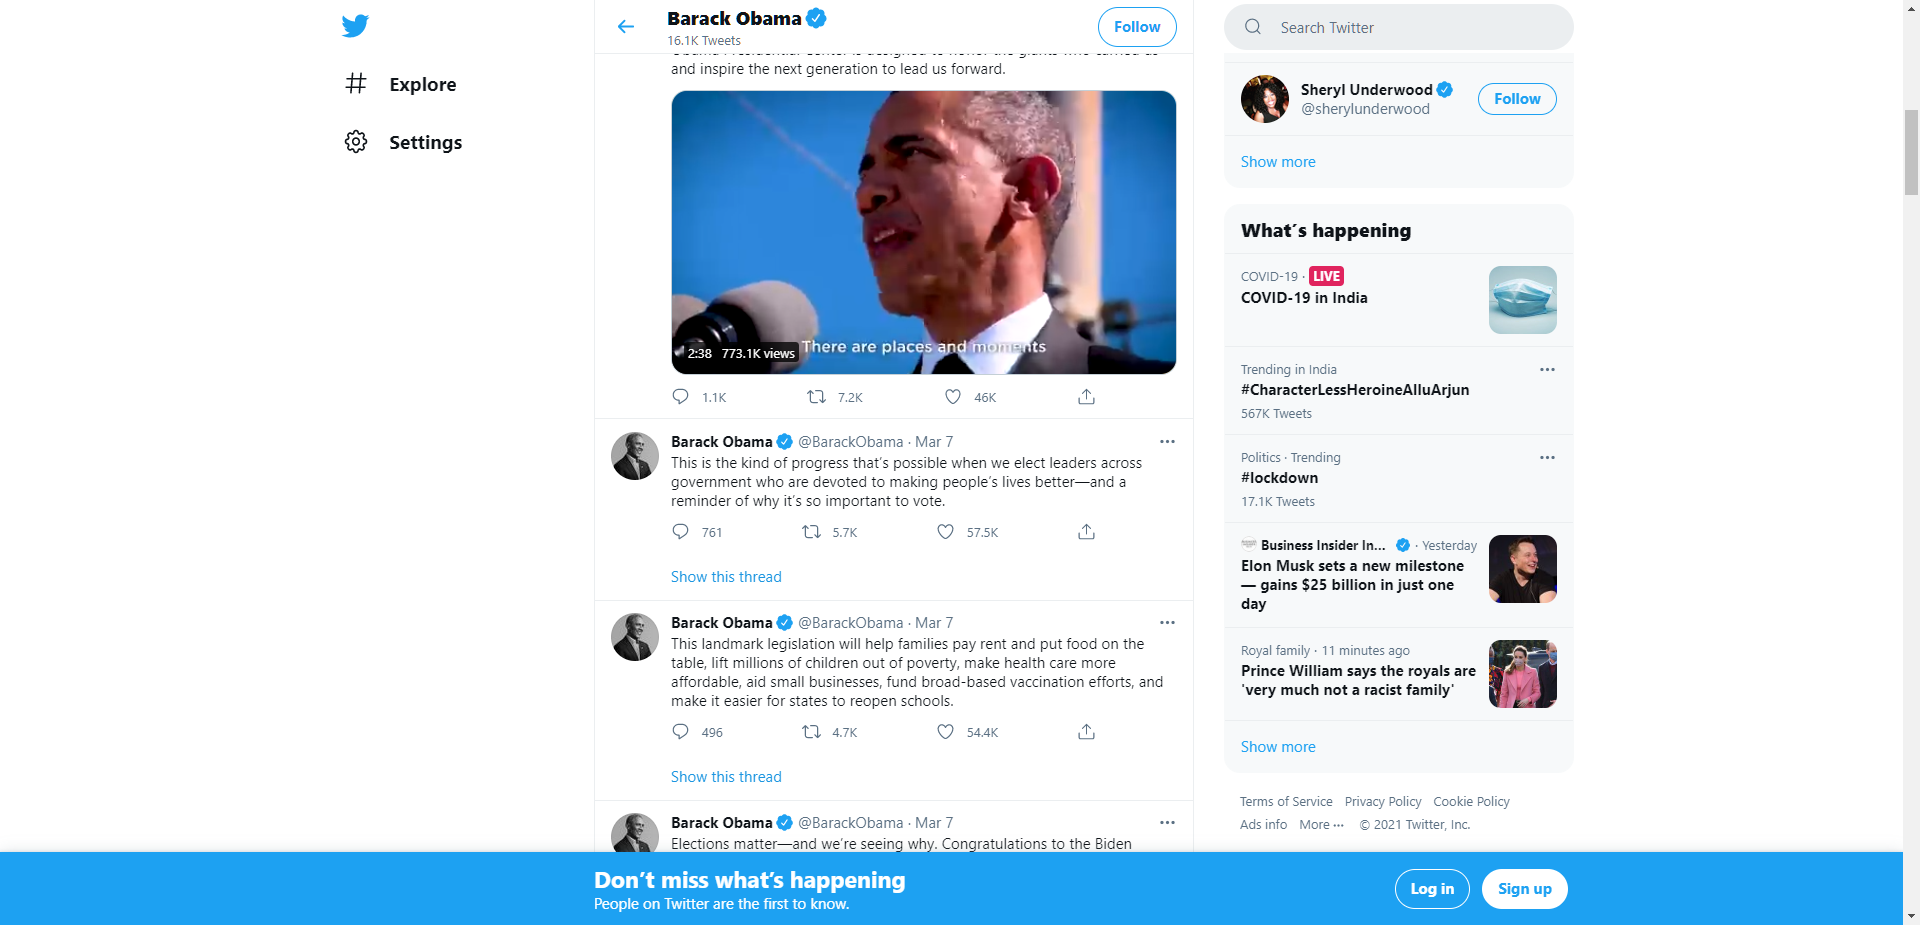 Explore
Settings
Barack Obama
16.1K Tweets
Follow
Obama Presidential Center is designed to honor the giants who carried us
and inspire the next generation to lead us forward.
2:38 773.1K views
There are places and moments
1.1K 7.2K 46K
Barack Obama @BarackObama · Mar 7
This is the kind of progress that's possible when we elect leaders across
government who are devoted to making people's lives better—and a
reminder of why it's so important to vote.
761 5.7K 57.5K
Show this thread
Barack Obama @BarackObama · Mar 7
This landmark legislation will help families pay rent and put food on the
table, lift millions of children out of poverty, make health care more
affordable, aid small businesses, fund broad-based vaccination efforts, and
make it easier for states to reopen schools.
496 4.7K 54.4K
Show this thread
Barack Obama @BarackObama · Mar 7
Elections matter—and we're seeing why. Congratulations to the Biden
Search Twitter
Sheryl Underwood
@sherylunderwood
Follow
Show more
What's happening
COVID-19 · LIVE
COVID-19 in India
Trending in India
#CharacterLessHeroineAlluArjun
567K Tweets
Politics · Trending
#lockdown
17.1K Tweets
Business Insider In... · Yesterday
Elon Musk sets a new milestone
— gains $25 billion in just one
day
Royal family · 11 minutes ago
Prince William says the royals are
'very much not a racist family'
Show more
Terms of Service Privacy Policy Cookie Policy
Ads info More ··· © 2021 Twitter, Inc.
Don't miss what's happening
People on Twitter are the first to know.
Log in
Sign up